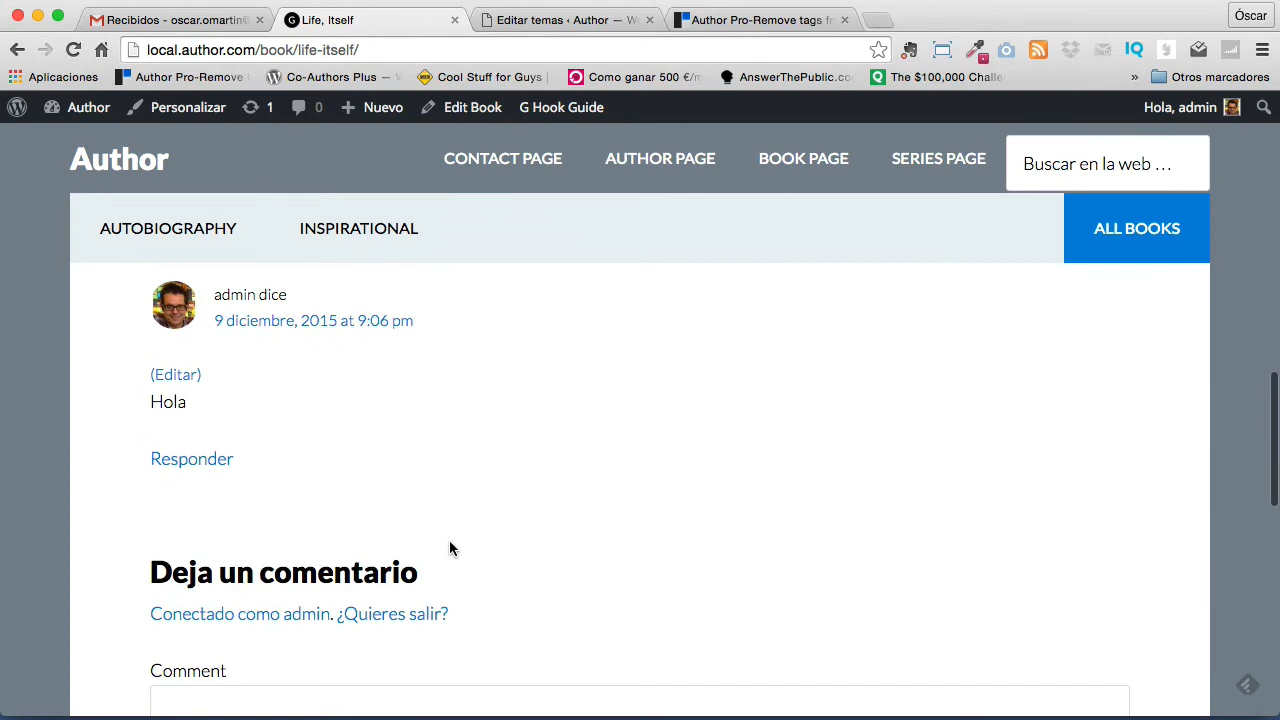 Recibidos - oscar.omartin@
Life, Itself
Editar temas ‹ Author — W
Author Pro-Remove tags fr
Óscar
local.author.com/book/life-itself/
IQ
Aplicaciones
Author Pro-Remove
Co-Authors Plus —
Cool Stuff for Guys |
Como ganar 500 €/m
AnswerThePublic.co
The $100,000 Challe
»
Otros marcadores
Author
Personalizar
1
0
Nuevo
Edit Book
G Hook Guide
Hola, admin
Author
CONTACT PAGE
AUTHOR PAGE
BOOK PAGE
SERIES PAGE
Buscar en la web …
AUTOBIOGRAPHY
INSPIRATIONAL
ALL BOOKS
admin dice
9 diciembre, 2015 at 9:06 pm
(Editar)
Hola
Responder
Deja un comentario
Conectado como admin. ¿Quieres salir?
Comment